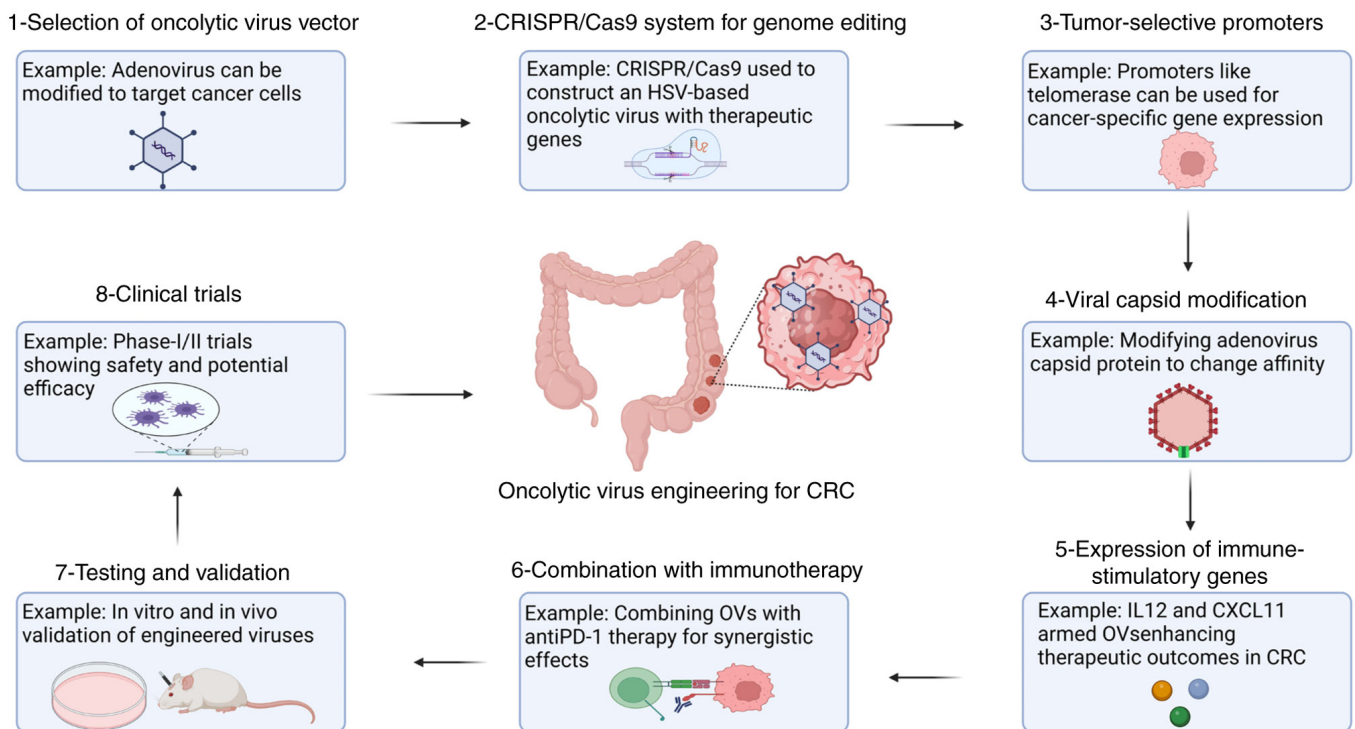 1-Selection of oncolytic virus vector
Example: Adenovirus can be
modified to target cancer cells
2-CRISPR/Cas9 system for genome editing
Example: CRISPR/Cas9 used to
construct an HSV-based
oncolytic virus with therapeutic
genes
3-Tumor-selective promoters
Example: Promoters like
telomerase can be used for
cancer-specific gene expression
4-Viral capsid modification
Example: Modifying adenovirus
capsid protein to change affinity
5-Expression of immune-
stimulatory genes
Example: IL12 and CXCL11
armed OVsenhancing
therapeutic outcomes in CRC
6-Combination with immunotherapy
Example: Combining OVs with
antiPD-1 therapy for synergistic
effects
7-Testing and validation
Example: In vitro and in vivo
validation of engineered viruses
8-Clinical trials
Example: Phase-I/II trials
showing safety and potential
efficacy
Oncolytic virus engineering for CRC